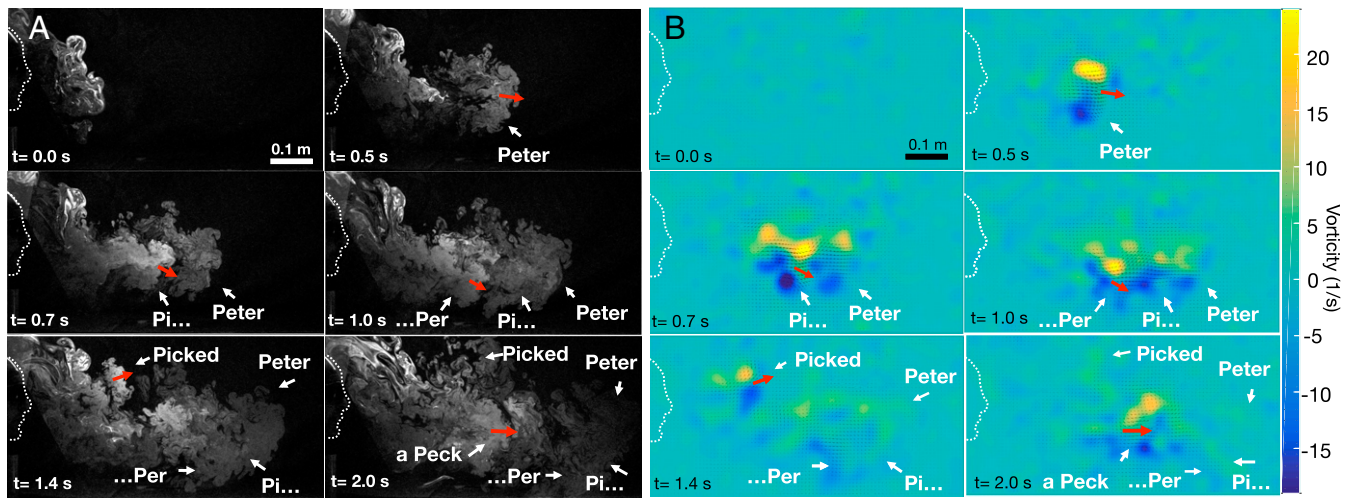 A
t= 0.0 s
0.1 m
t= 0.5 s
Peter
t= 0.7 s
Pi...
Peter
t= 1.0 s
...Per
Pi...
Peter
t= 1.4 s
Picked
Peter
...Per
Pi...
t= 2.0 s
Picked
Peter
a Peck
...Per
Pi...
B
t= 0.0 s
0.1 m
t= 0.5 s
Peter
t= 0.7 s
Pi...
Peter
t= 1.0 s
...Per
Pi...
Peter
t= 1.4 s
Picked
Peter
...Per
Pi...
t= 2.0 s
Picked
Peter
a Peck
...Per
Pi...
20
15
10
5
0
-5
-10
-15
Vorticity (1/s)